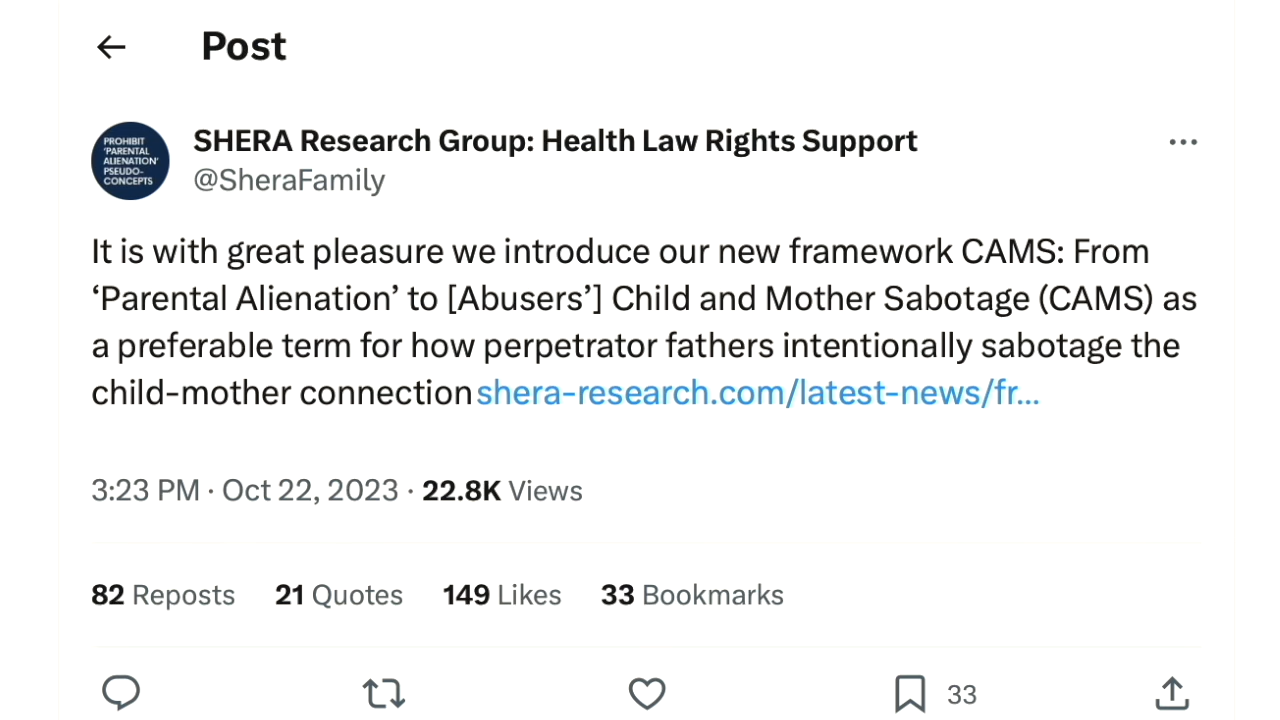 Post
PROHIBIT
'PARENTAL
ALIENATION'
PSEUDO-
CONCEPTS
SHERA Research Group: Health Law Rights Support
@SheraFamily
It is with great pleasure we introduce our new framework CAMS: From
‘Parental Alienation’ to [Abusers’] Child and Mother Sabotage (CAMS) as
a preferable term for how perpetrator fathers intentionally sabotage the
child-mother connection shera-research.com/latest-news/fr...
3:23 PM · Oct 22, 2023 · 22.8K Views
82 Reposts 21 Quotes 149 Likes 33 Bookmarks
33